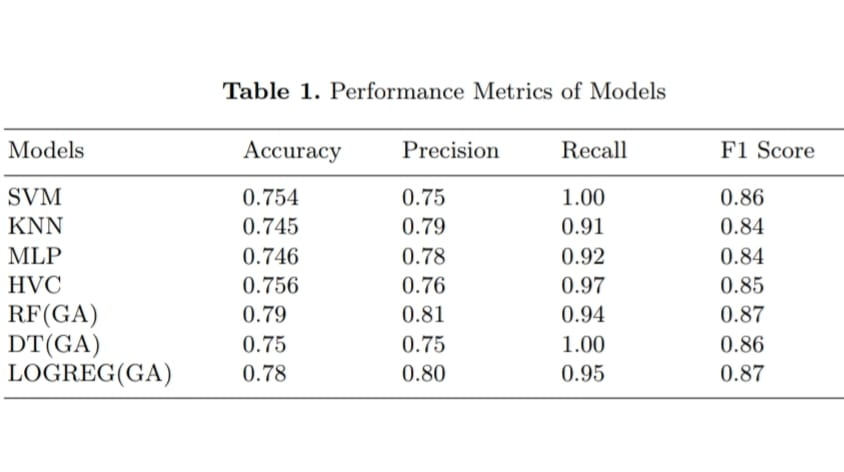 Table 1. Performance Metrics of Models
Models Accuracy Precision Recall F1 Score
SVM 0.754 0.75 1.00 0.86
KNN 0.745 0.79 0.91 0.84
MLP 0.746 0.78 0.92 0.84
HVC 0.756 0.76 0.97 0.85
RF(GA) 0.79 0.81 0.94 0.87
DT(GA) 0.75 0.75 1.00 0.86
LOGREG(GA) 0.78 0.80 0.95 0.87